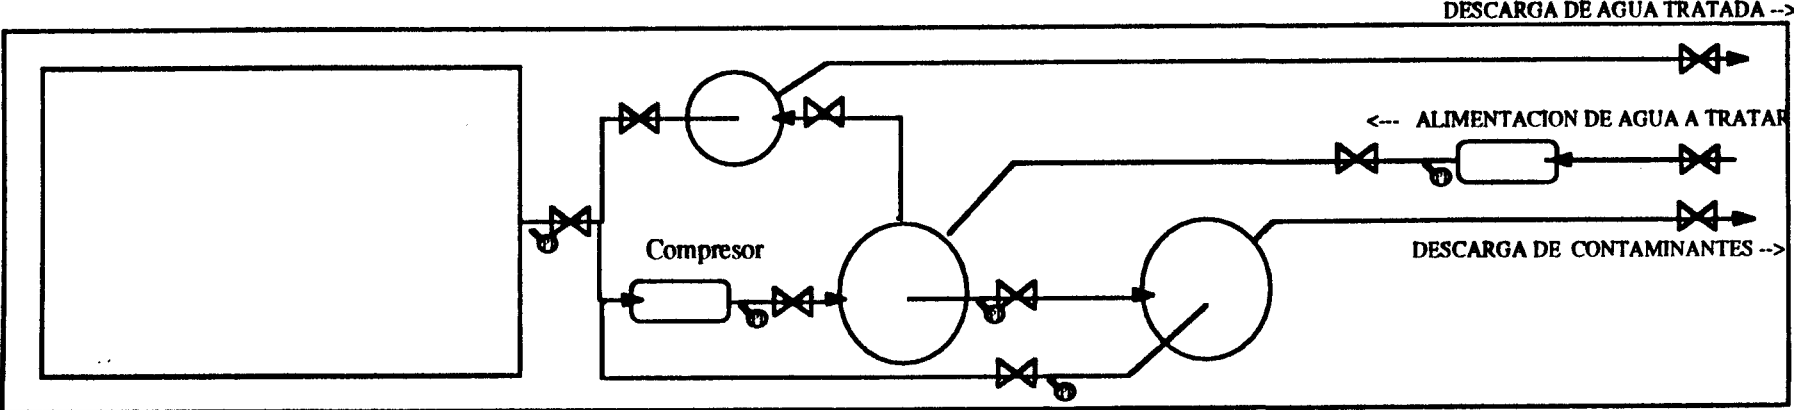 DESCARGA DE AGUA TRATADA -->
<--- ALIMENTACION DE AGUA A TRATAR
Compresor
DESCARGA DE CONTAMINANTES -->